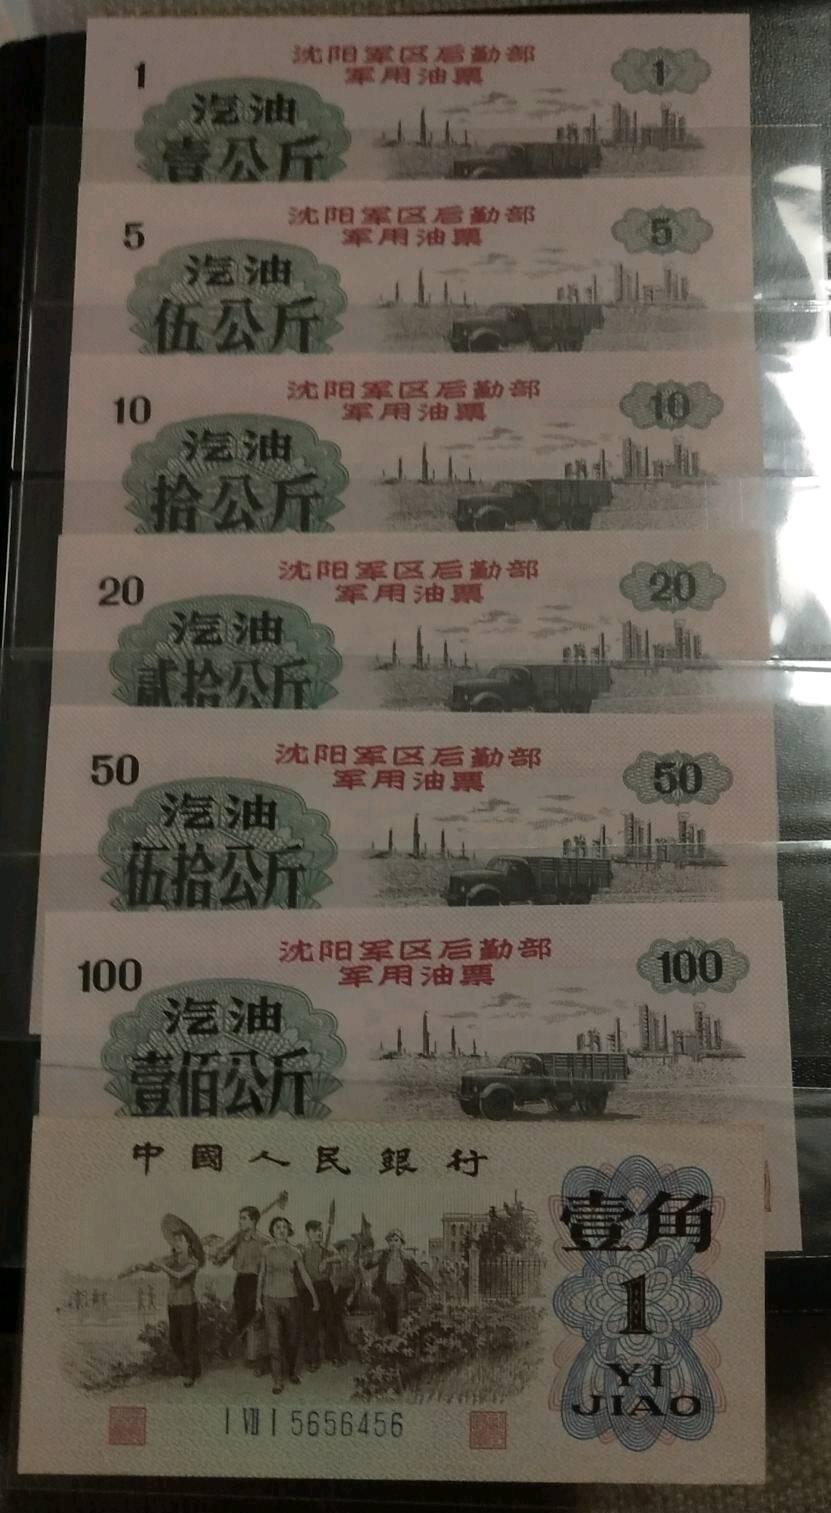 1
沈阳军区后勤部
军用油票
1
汽油
壹公斤
5
沈阳军区后勤部
军用油票
5
汽油
伍公斤
10
沈阳军区后勤部
军用油票
10
汽油
拾公斤
20
沈阳军区后勤部
军用油票
20
汽油
贰拾公斤
50
沈阳军区后勤部
军用油票
50
汽油
伍拾公斤
100
沈阳军区后勤部
军用油票
100
汽油
壹佰公斤
中國人民銀行
壹角
1
YI
JIAO
I VII I 5656456